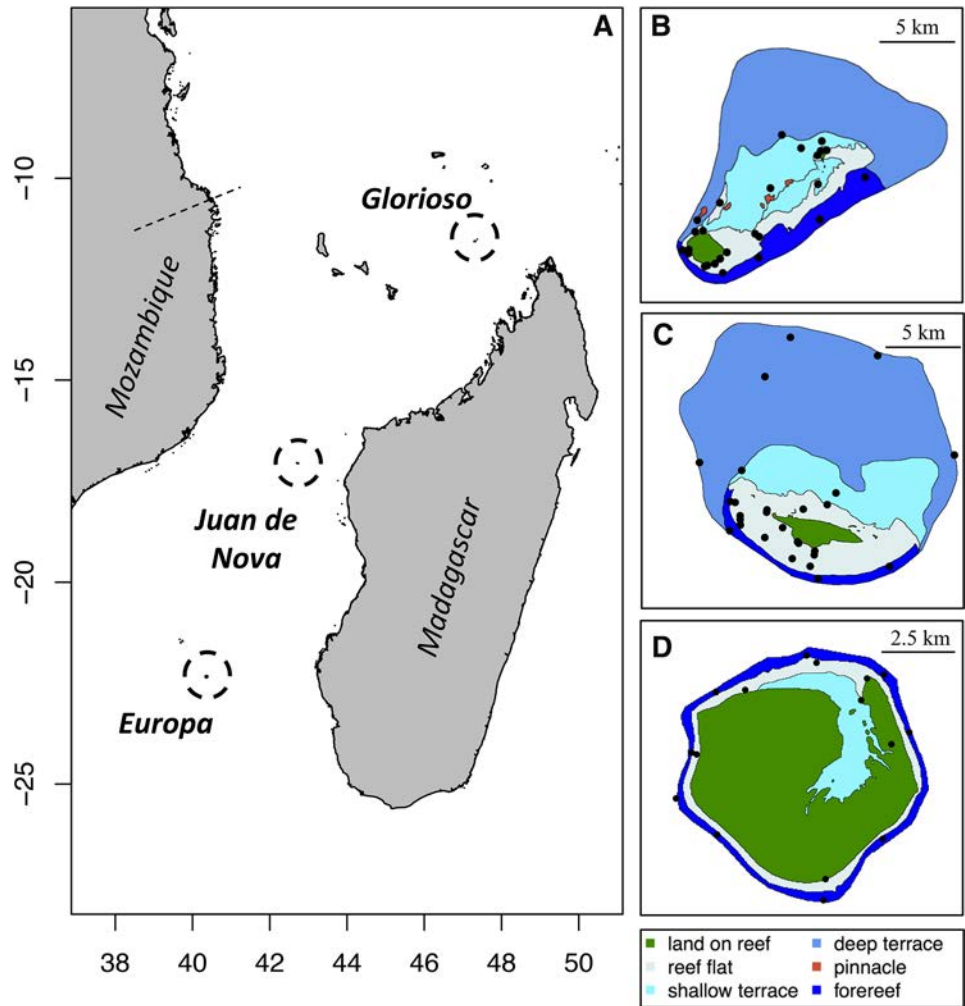 A
−10
−15
−20
−25
38
40
42
44
46
48
50
Mozambique
Madagascar
Glorioso
Juan de
Nova
Europa
B
5 km
C
5 km
D
2.5 km
land on reef
reef flat
shallow terrace
deep terrace
pinnacle
forereef